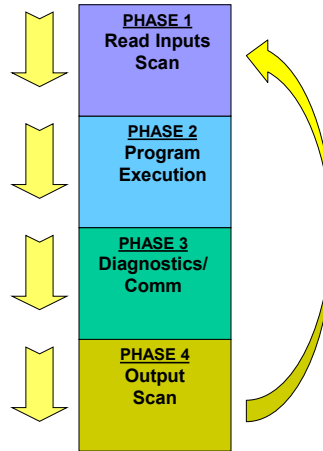 PHASE 1
Read Inputs
Scan
PHASE 2
Program
Execution
PHASE 3
Diagnostics/
Comm
PHASE 4
Output
Scan